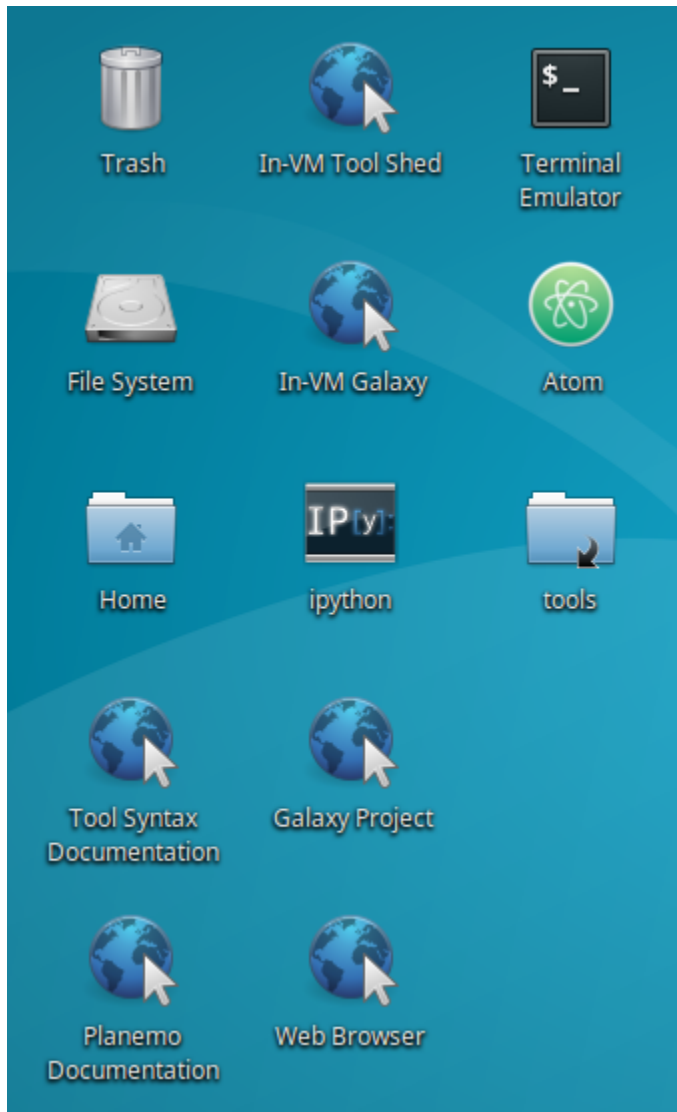 $_
Trash
In-VM Tool Shed
Terminal
Emulator
File System
In-VM Galaxy
Atom
IP[y]:
Home
ipython
tools
Tool Syntax
Documentation
Galaxy Project
Planemo
Documentation
Web Browser